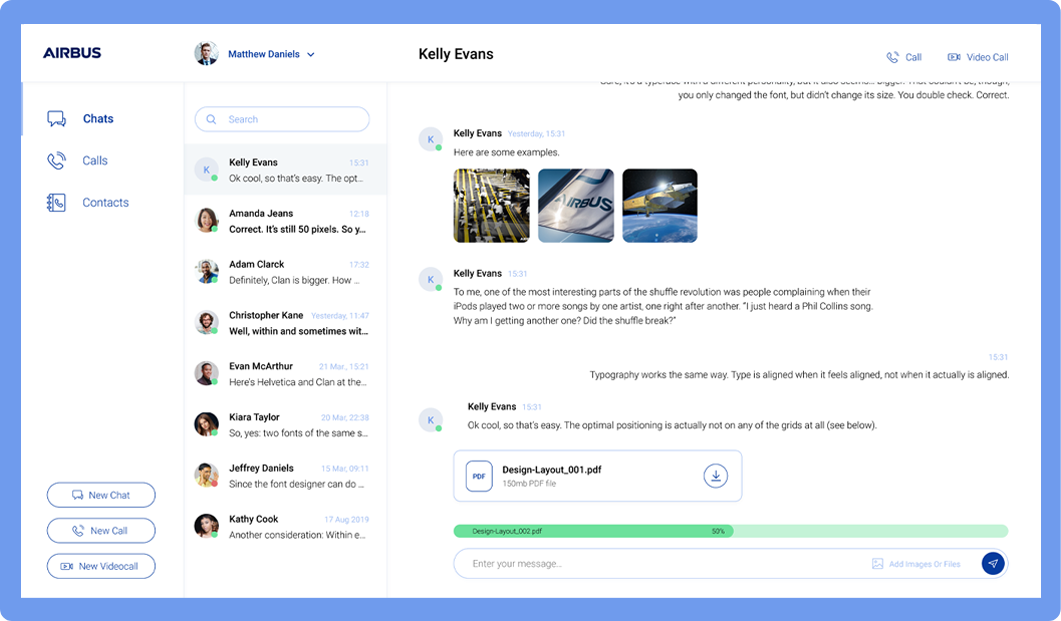 AIRBUS
Matthew Daniels
Kelly Evans
Call
Video Call
Chats
Calls
Contacts
New Chat
New Call
New Videocall
Search
K
Kelly Evans 15:31
Ok cool, so that's easy. The opt...
Amanda Jeans 12:18
Correct. It's still 50 pixels. So y...
Adam Clarck 17:32
Definitely, Clan is bigger. How ...
Christopher Kane Yesterday, 11:47
Well, within and sometimes wit...
Evan McArthur 21 Mar, 15:21
Here's Helvetica and Clan at the...
Kiara Taylor 20 Mar, 22:38
So, yes: two fonts of the same s...
Jeffrey Daniels 15 Mar, 09:11
Since the font designer can do ...
Kathy Cook 17 Aug 2019
Another consideration: Within e...
Sure, it's a typeface with a different personality, but it also seems... bigger. That couldn't be, though,
you only changed the font, but didn't change its size. You double check. Correct.
K
Kelly Evans Yesterday, 15:31
Here are some examples.
AIRBUS
K
Kelly Evans 15:31
To me, one of the most interesting parts of the shuffle revolution was people complaining when their
iPods played two or more songs by one artist, one right after another. "I just heard a Phil Collins song.
Why am I getting another one? Did the shuffle break?"
15:31
Typography works the same way. Type is aligned when it feels aligned, not when it actually is aligned.
K
Kelly Evans 15:31
Ok cool, so that's easy. The optimal positioning is actually not on any of the grids at all (see below).
PDF
Design-Layout_001.pdf
150mb PDF file
Design-Layout_002.pdf 50%
Enter your message...
Add Images Or Files